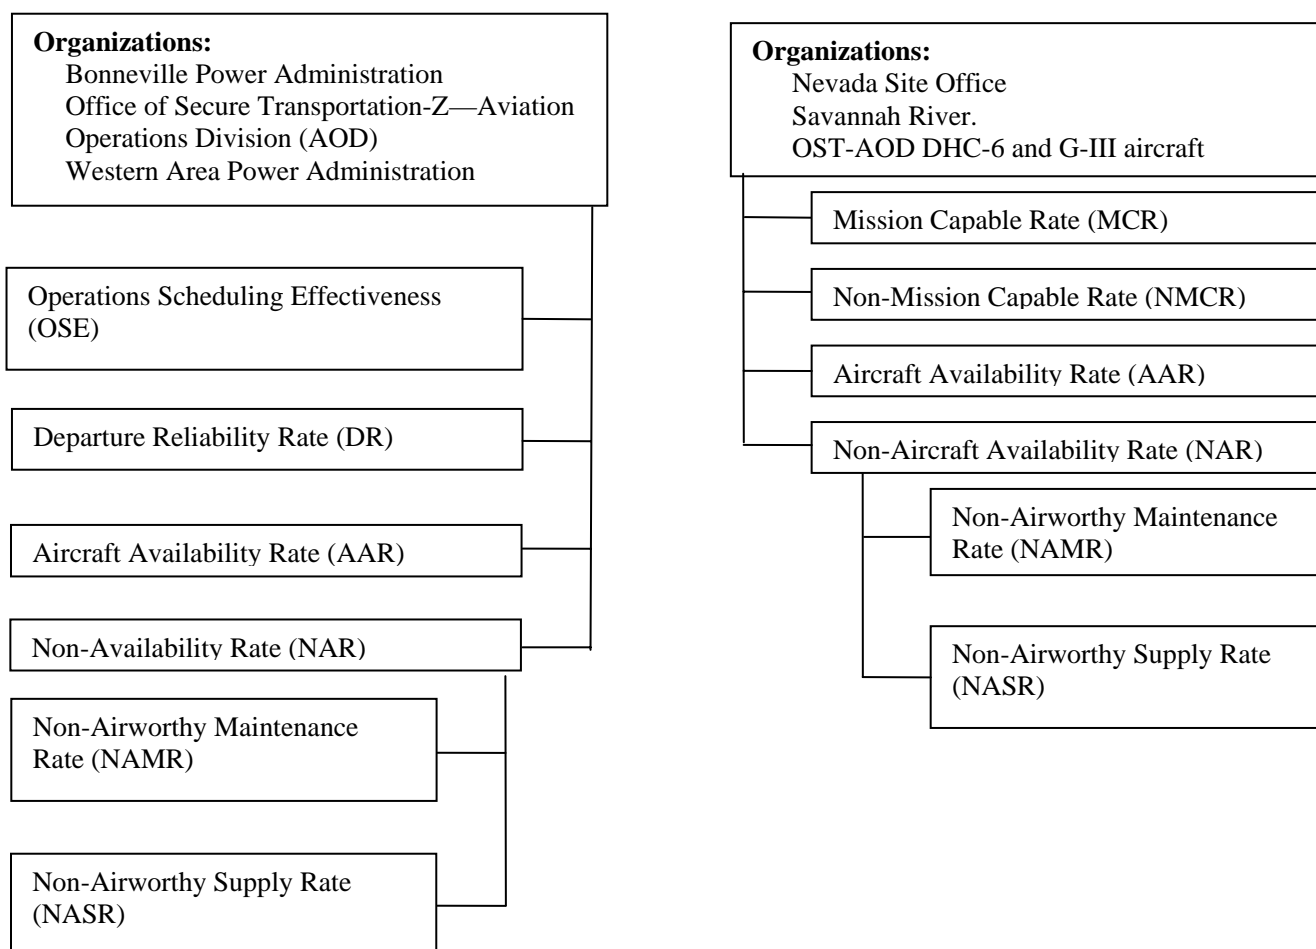 Organizations:
Bonneville Power Administration
Office of Secure Transportation-Z—Aviation
Operations Division (AOD)
Western Area Power Administration
Operations Scheduling Effectiveness
(OSE)
Departure Reliability Rate (DR)
Aircraft Availability Rate (AAR)
Non-Availability Rate (NAR)
Non-Airworthy Maintenance
Rate (NAMR)
Non-Airworthy Supply Rate
(NASR)
Organizations:
Nevada Site Office
Savannah River.
OST-AOD DHC-6 and G-III aircraft
Mission Capable Rate (MCR)
Non-Mission Capable Rate (NMCR)
Aircraft Availability Rate (AAR)
Non-Aircraft Availability Rate (NAR)
Non-Airworthy Maintenance
Rate (NAMR)
Non-Airworthy Supply Rate
(NASR)